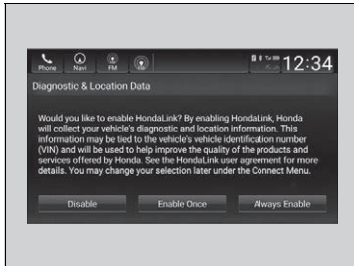 Phone Navi FM
12:34
Diagnostic & Location Data
Would you like to enable HondaLink? By enabling HondaLink, Honda
will collect your vehicle's diagnostic and location information. This
information may be tied to the vehicle's vehicle identification number
(VIN) and will be used to help improve the quality of the products and
services offered by Honda. See the HondaLink user agreement for more
details. You may change your selection later under the Connect Menu.
Disable Enable Once Always Enable